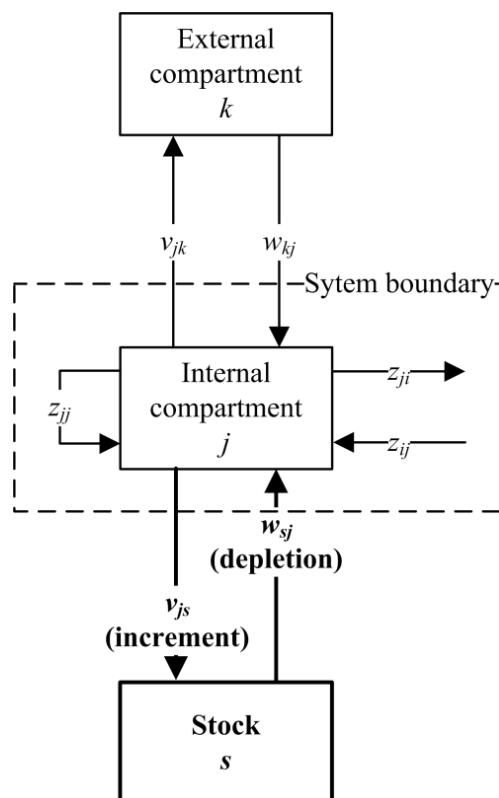 External
compartment
k
v_jk
w_kj
Sytem boundary
Internal
compartment
j
z_jj
z_ji
z_ij
w_sj
(depletion)
v_js
(increment)
Stock
s